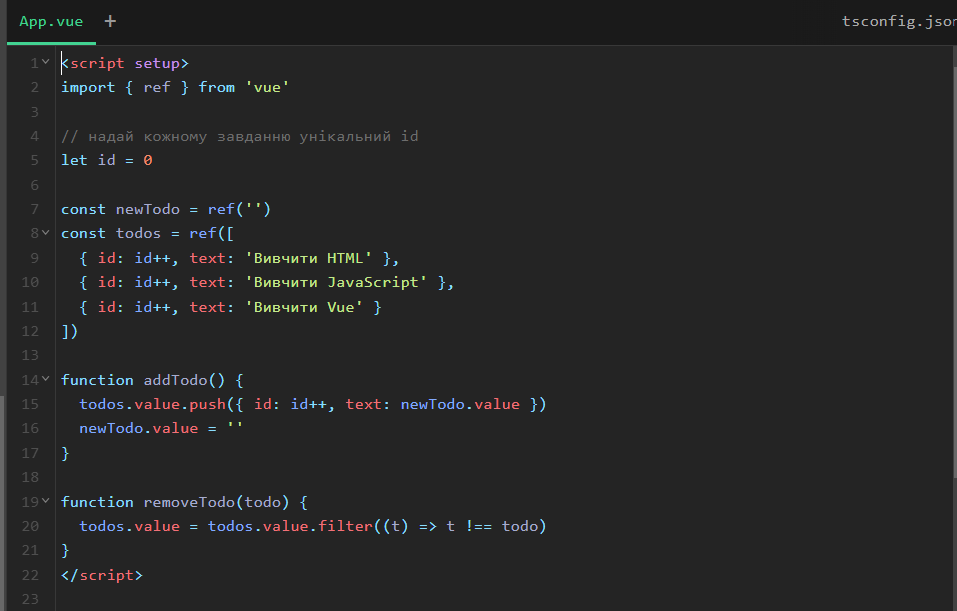 App.vue + tsconfig.json
1 <script setup>
2 import { ref } from 'vue'
3
4 // надай кожному завданню унікальний id
5 let id = 0
6
7 const newTodo = ref('')
8 const todos = ref([
9   { id: id++, text: 'Вивчити HTML' },
10   { id: id++, text: 'Вивчити JavaScript' },
11   { id: id++, text: 'Вивчити Vue' }
12 ])
13
14 function addTodo() {
15   todos.value.push({ id: id++, text: newTodo.value })
16   newTodo.value = ''
17 }
18
19 function removeTodo(todo) {
20   todos.value = todos.value.filter((t) => t !== todo)
21 }
22 </script>
23